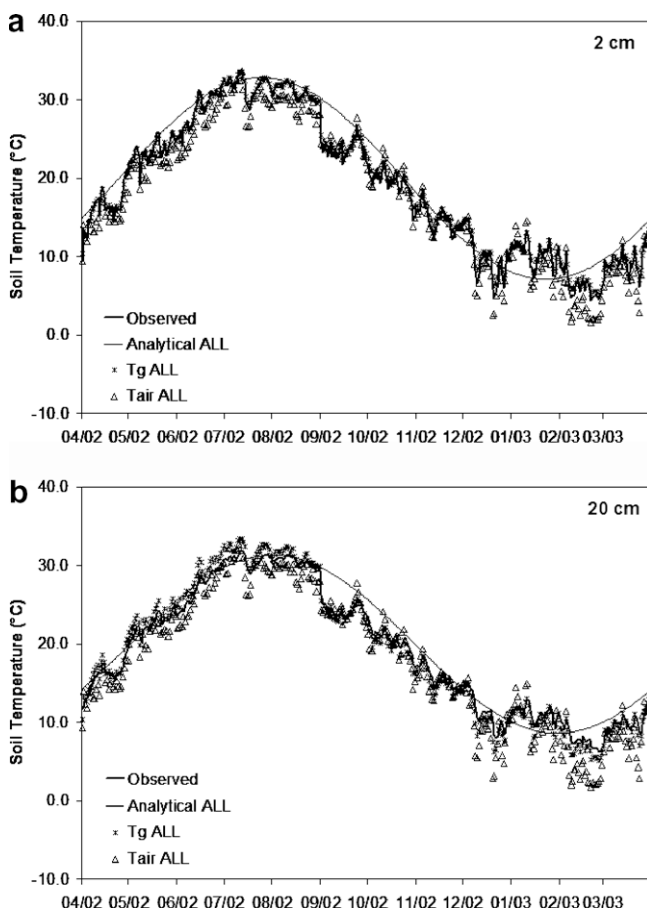 a
40.0
2 cm
30.0
20.0
10.0
0.0
-10.0
Soil Temperature (°C)
Observed
Analytical ALL
Tg ALL
Tair ALL
04/02 05/02 06/02 07/02 08/02 09/02 10/02 11/02 12/02 01/03 02/03 03/03
b
40.0
20 cm
30.0
20.0
10.0
0.0
-10.0
Soil Temperature (°C)
Observed
Analytical ALL
Tg ALL
Tair ALL
04/02 05/02 06/02 07/02 08/02 09/02 10/02 11/02 12/02 01/03 02/03 03/03